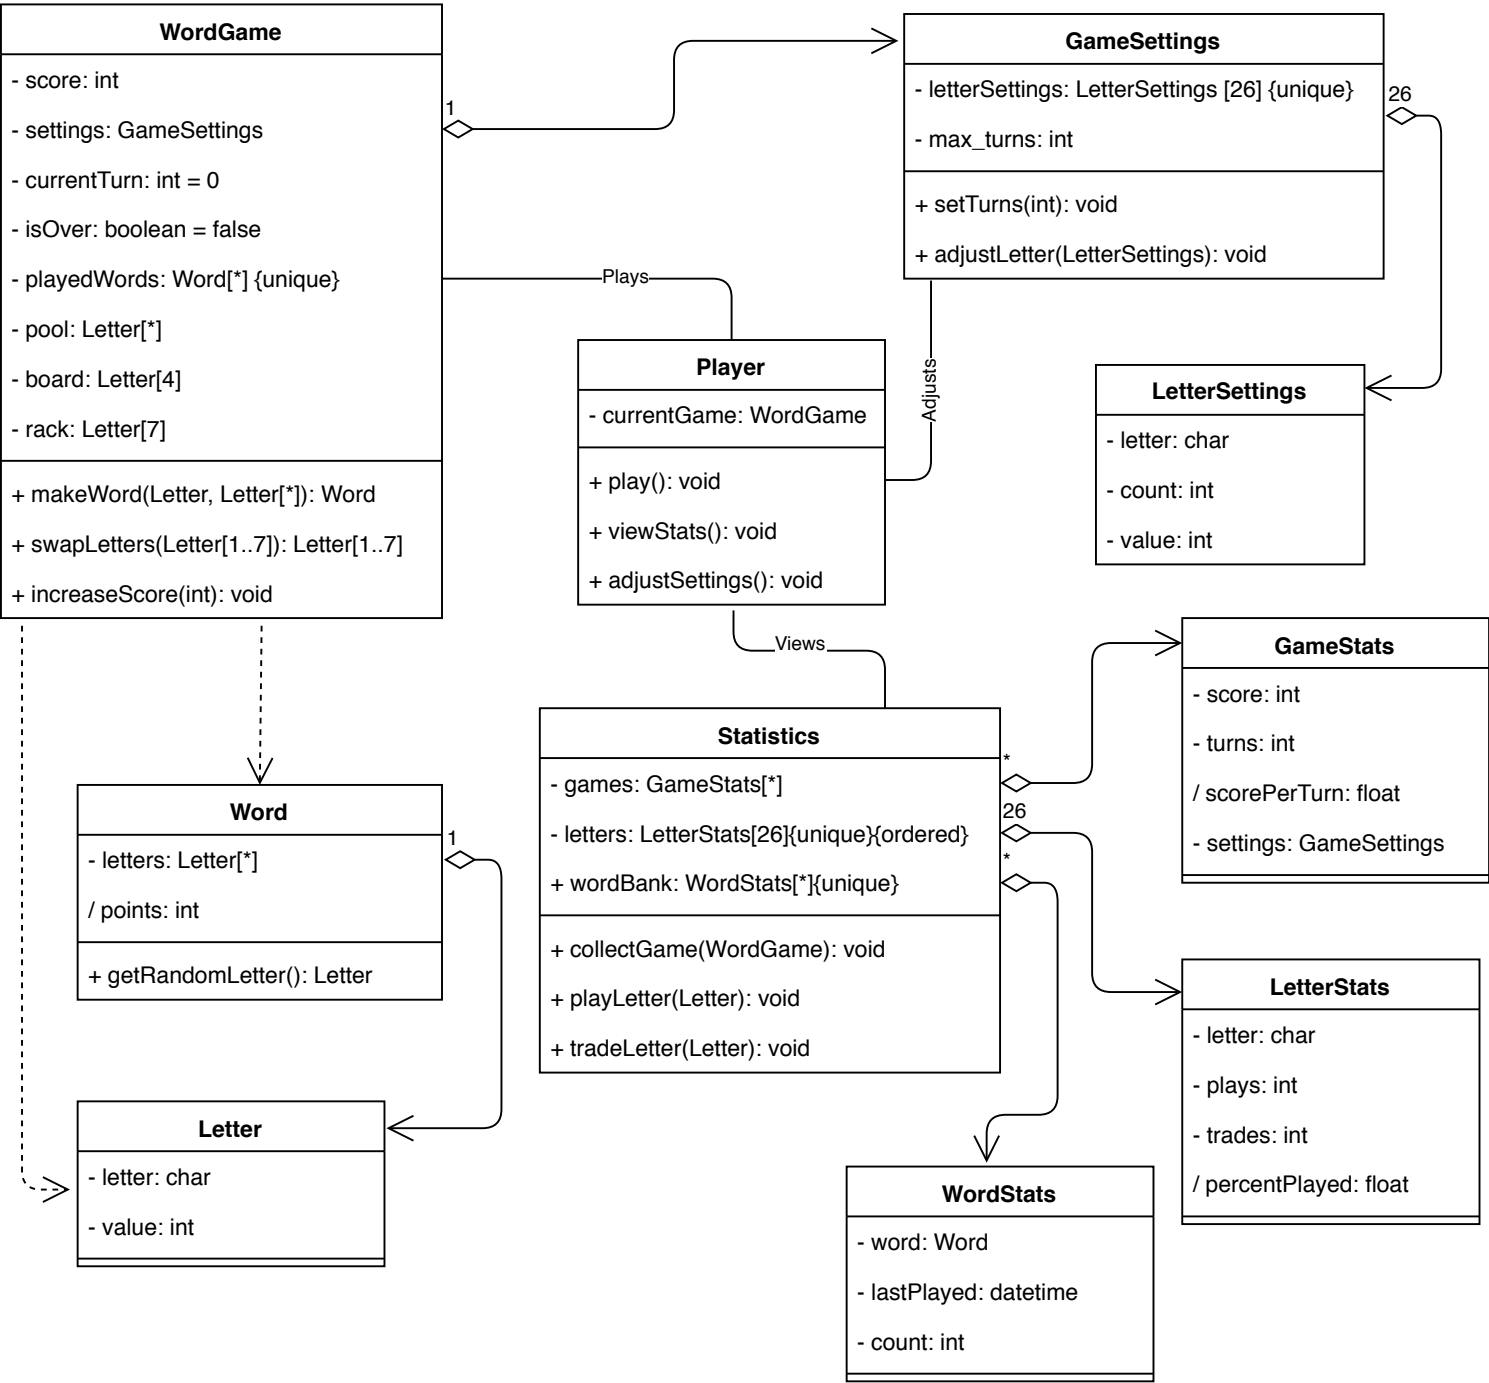 WordGame
- score: int
- settings: GameSettings
- currentTurn: int = 0
- isOver: boolean = false
- playedWords: Word[*] {unique}
- pool: Letter[*]
- board: Letter[4]
- rack: Letter[7]
+ makeWord(Letter, Letter[*]): Word
+ swapLetters(Letter[1..7]): Letter[1..7]
+ increaseScore(int): void
1
GameSettings
- letterSettings: LetterSettings [26] {unique}
- max_turns: int
+ setTurns(int): void
+ adjustLetter(LetterSettings): void
26
Plays
Player
- currentGame: WordGame
+ play(): void
+ viewStats(): void
+ adjustSettings(): void
Adjusts
LetterSettings
- letter: char
- count: int
- value: int
Views
Statistics
- games: GameStats[*]
- letters: LetterStats[26]{unique}{ordered}
+ wordBank: WordStats[*]{unique}
+ collectGame(WordGame): void
+ playLetter(Letter): void
+ tradeLetter(Letter): void
*
26
*
GameStats
- score: int
- turns: int
/ scorePerTurn: float
- settings: GameSettings
Word
- letters: Letter[*]
/ points: int
+ getRandomLetter(): Letter
1
LetterStats
- letter: char
- plays: int
- trades: int
/ percentPlayed: float
Letter
- letter: char
- value: int
WordStats
- word: Word
- lastPlayed: datetime
- count: int